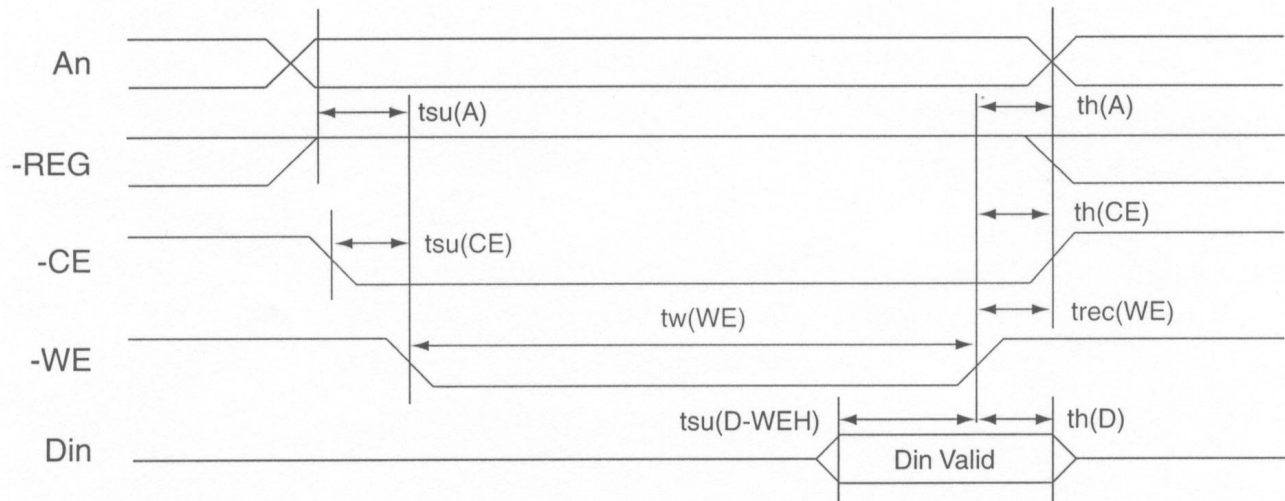 An
tsu(A)
th(A)
-REG
th(CE)
tsu(CE)
-CE
tw(WE)
trec(WE)
-WE
tsu(D-WEH)
th(D)
Din
Din Valid